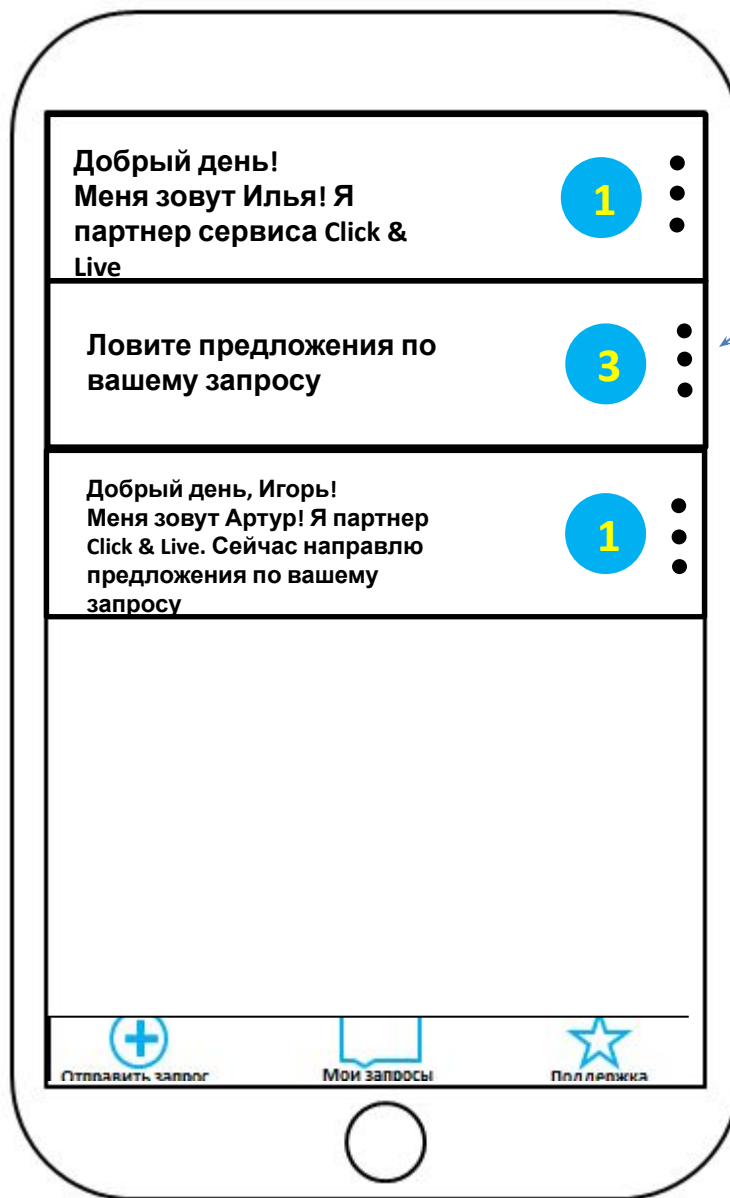 Добрый день!
Меня зовут Илья! Я
партнер сервиса Click &
Live
1
Ловите предложения по
вашему запросу
3
Добрый день, Игорь!
Меня зовут Артур! Я партнер
Click & Live. Сейчас направлю
предложения по вашему
запросу
1
Отправить запрос
Мои запросы
Поддержка